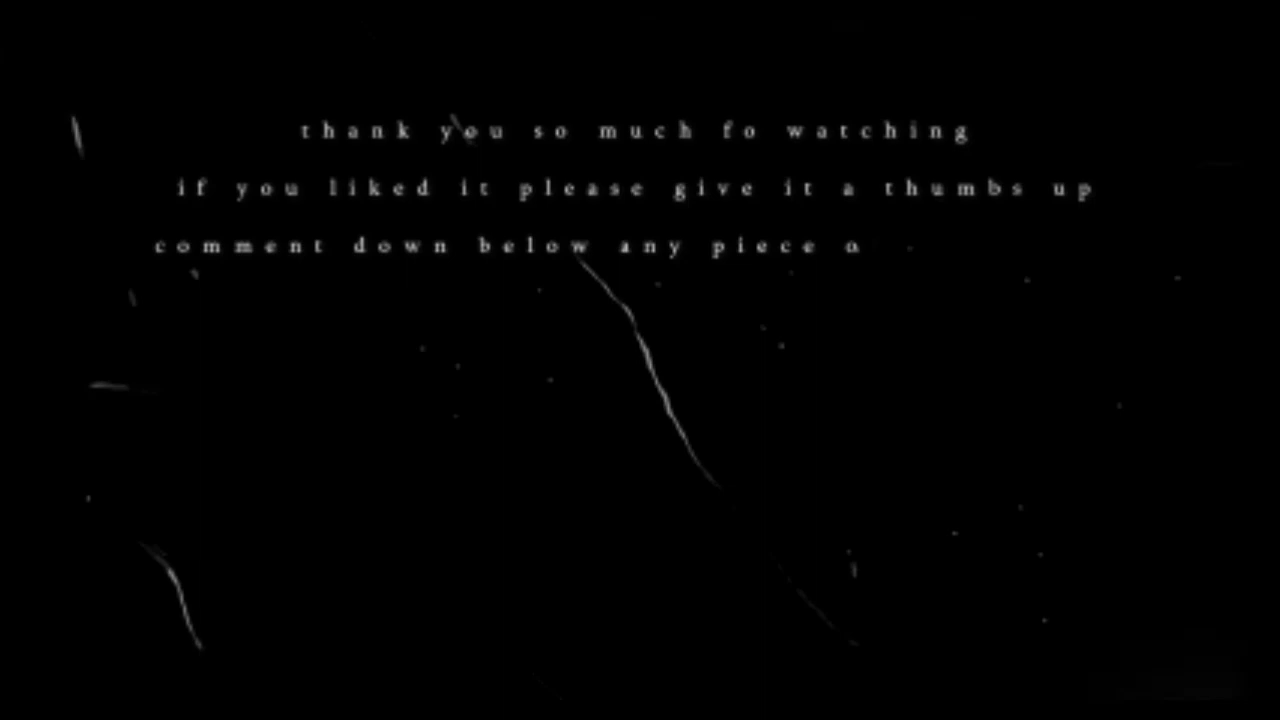 thank you so much fo watching
if you liked it please give it a thumbs up
comment down below any piece o